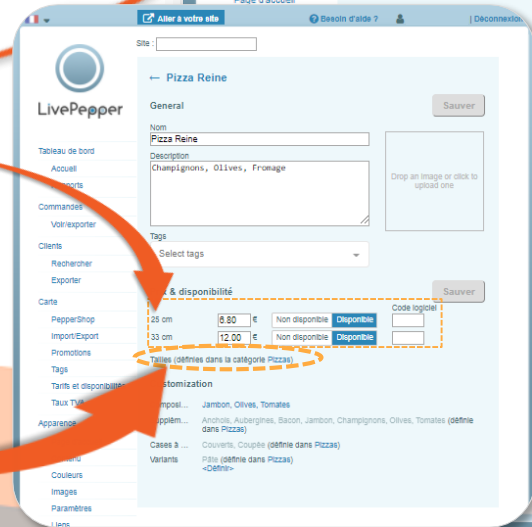 Page d'accueil
Aller à votre site
Besoin d'aide ?
| Déconnexion
Site :
LivePepper
← Pizza Reine
General
Sauver
Nom
Pizza Reine
Description
Champignons, Olives, Fromage
Drop an image or click to
upload one
Tags
Select tags
& disponibilité
Sauver
Code logiciel
25 cm 6.80 € Non disponible Disponible
33 cm 12.00 € Non disponible Disponible
Tailles (définies dans la catégorie Pizzas)
Customization
Jambon, Olives, Tomates
Anchois, Aubergines, Bacon, Jambon, Champignons, Olives, Tomates (définie
dans Pizzas)
Cases à ... Couverts, Coupée (définie dans Pizzas)
Variants Pâte (définie dans Pizzas)
<Définir>
Tableau de bord
Accueil
Commandes
Voir/exporter
Clients
Rechercher
Exporter
Carte
PepperShop
Import/Export
Promotions
Tags
Tarifs et disponibilités
Taux TVA
Apparence
Couleurs
Images
Paramètres
Liens